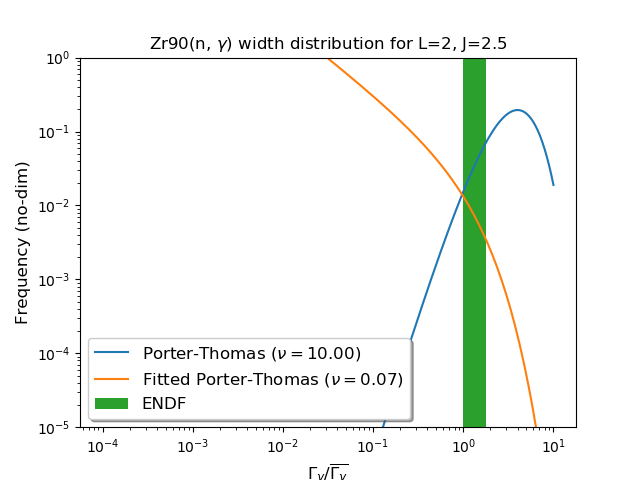 Zr90(n, γ) width distribution for L=2, J=2.5
Frequency (no-dim)
10⁰
10⁻¹
10⁻²
10⁻³
10⁻⁴
10⁻⁵
Porter-Thomas (ν = 10.00)
Fitted Porter-Thomas (ν = 0.07)
ENDF
10⁻⁴ 10⁻³ 10⁻² 10⁻¹ 10⁰ 10¹
Γᵧ/Γ̅ᵧ̅